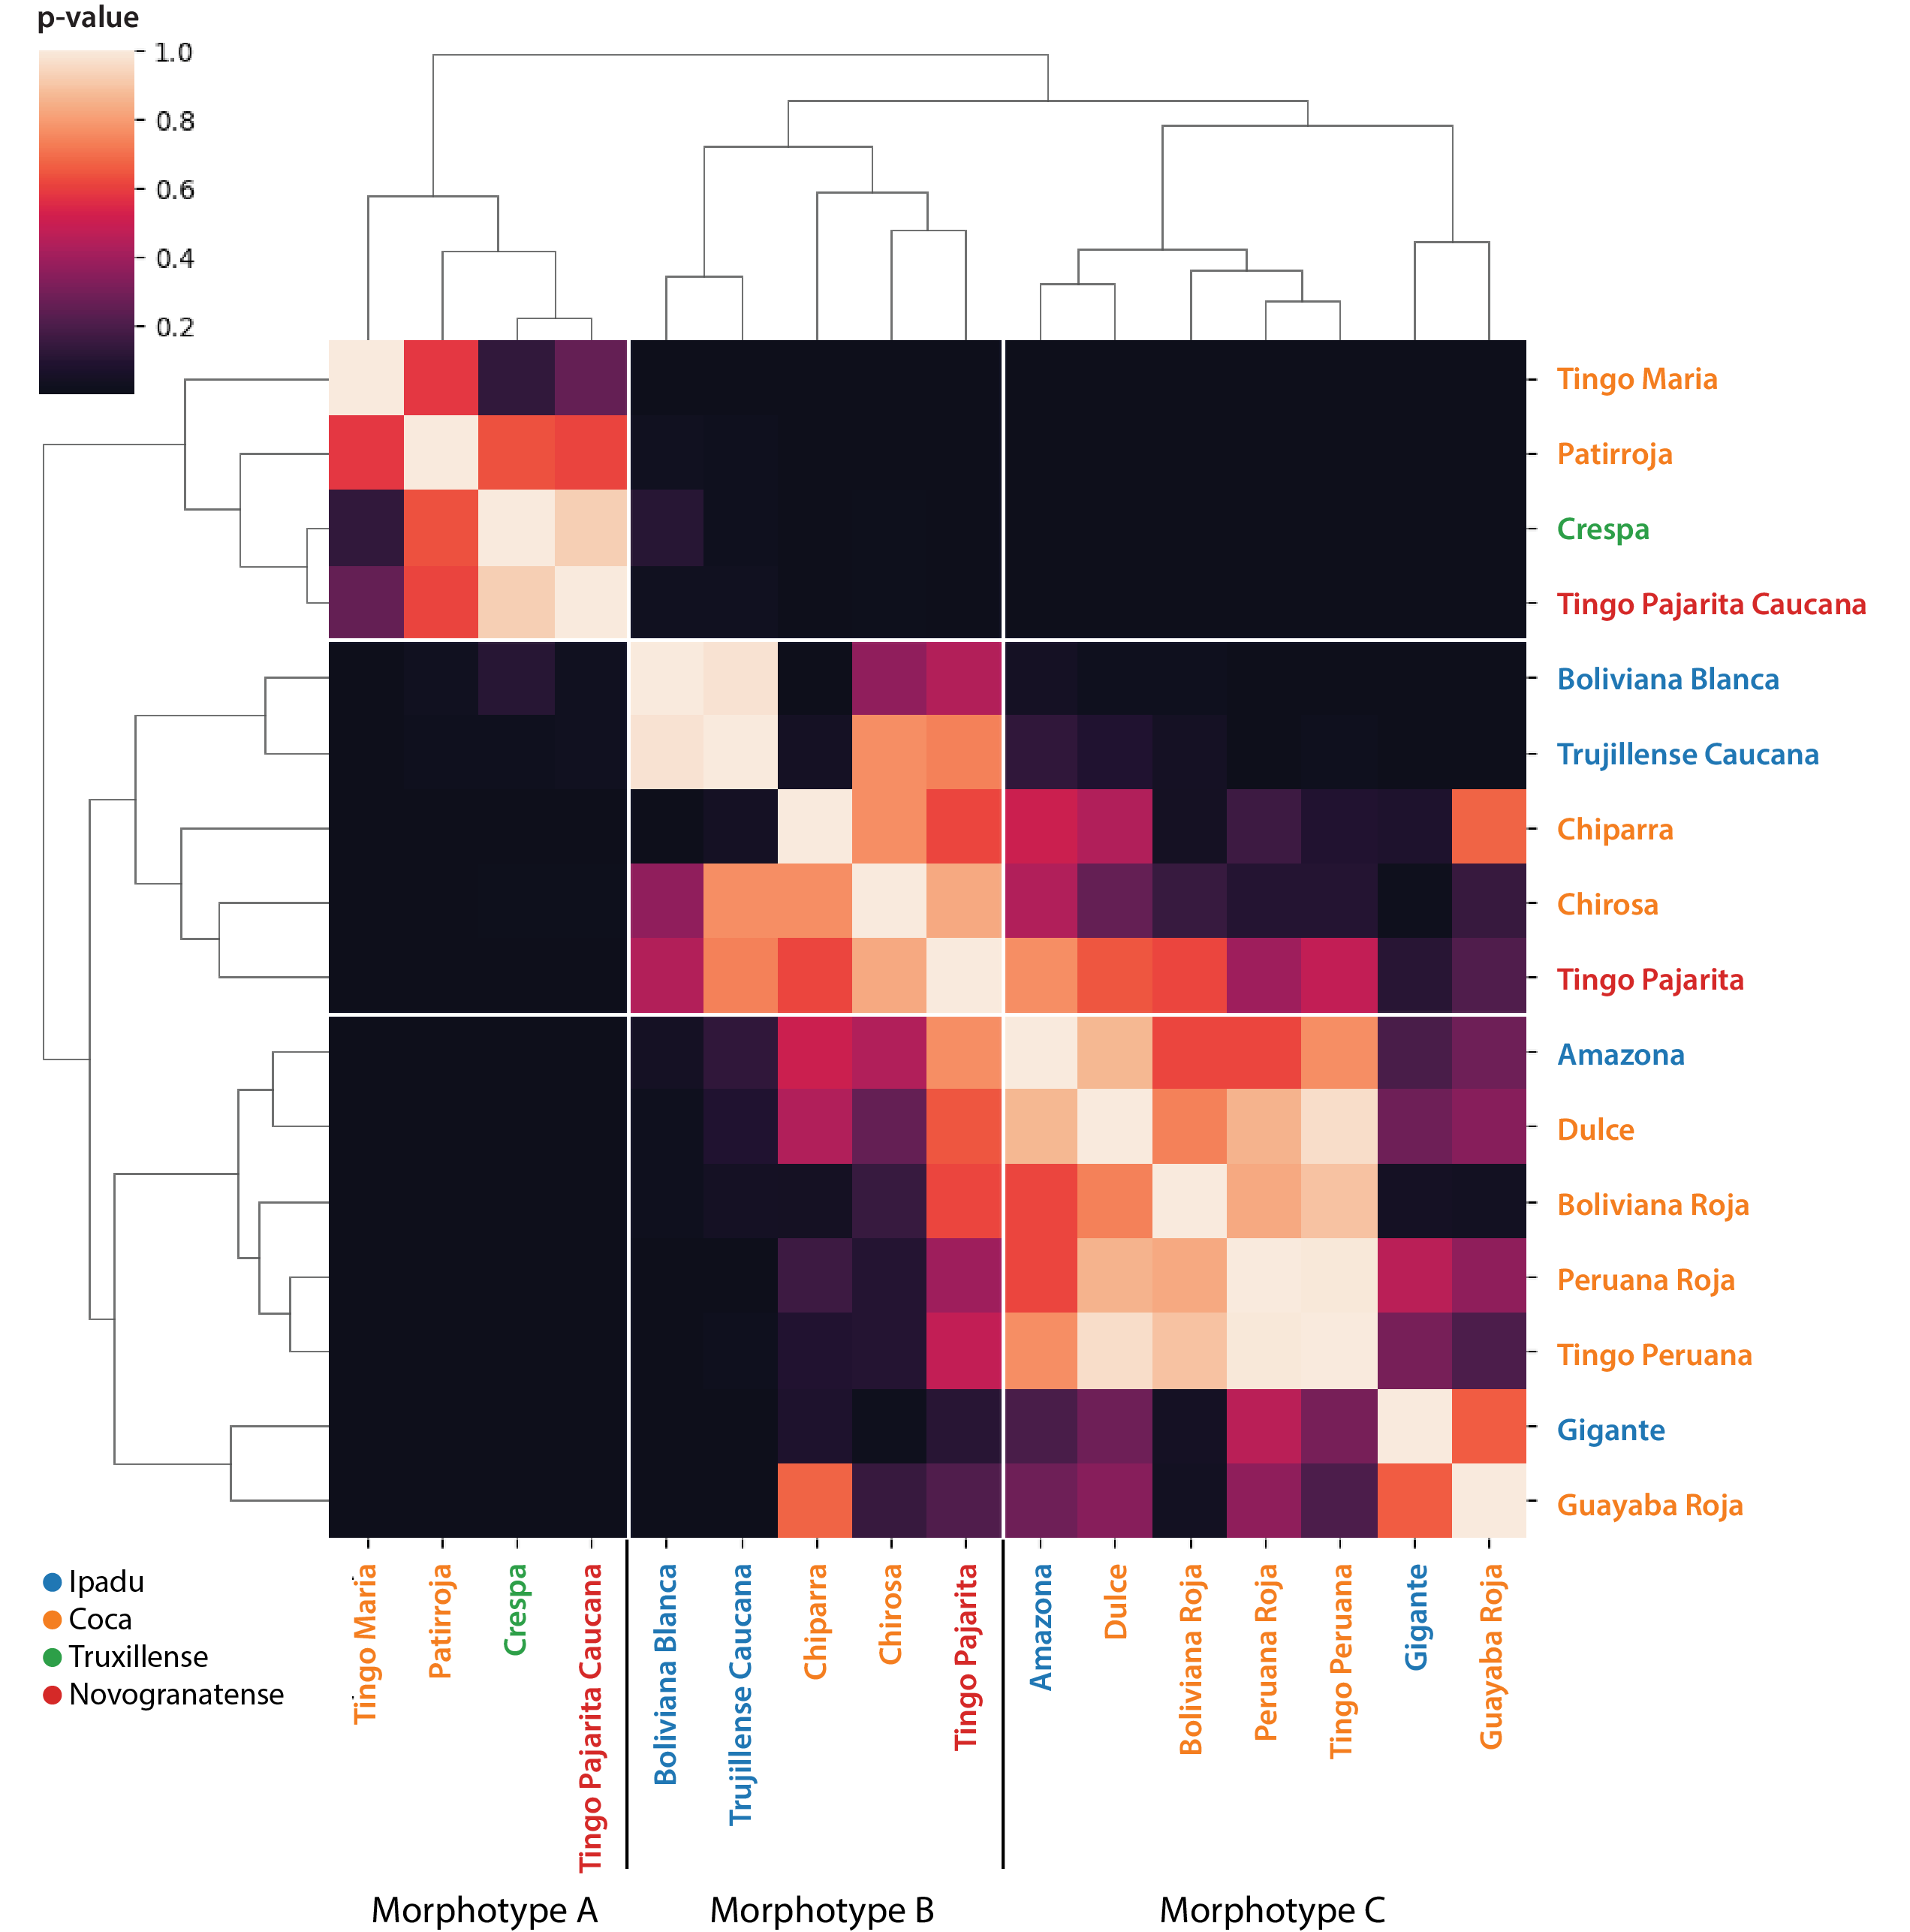 p-value
1.0
0.8
0.6
0.4
0.2
Tingo Maria
Patirroja
Crespa
Tingo Pajarita Caucana
Boliviana Blanca
Trujillense Caucana
Chiparra
Chirosa
Tingo Pajarita
Amazona
Dulce
Boliviana Roja
Peruana Roja
Tingo Peruana
Gigante
Guayaba Roja
Ipadu
Coca
Truxillense
Novogranatense
Tingo Maria
Patirroja
Crespa
Tingo Pajarita Caucana
Boliviana Blanca
Trujillense Caucana
Chiparra
Chirosa
Tingo Pajarita
Amazona
Dulce
Boliviana Roja
Peruana Roja
Tingo Peruana
Gigante
Guayaba Roja
Morphotype A
Morphotype B
Morphotype C